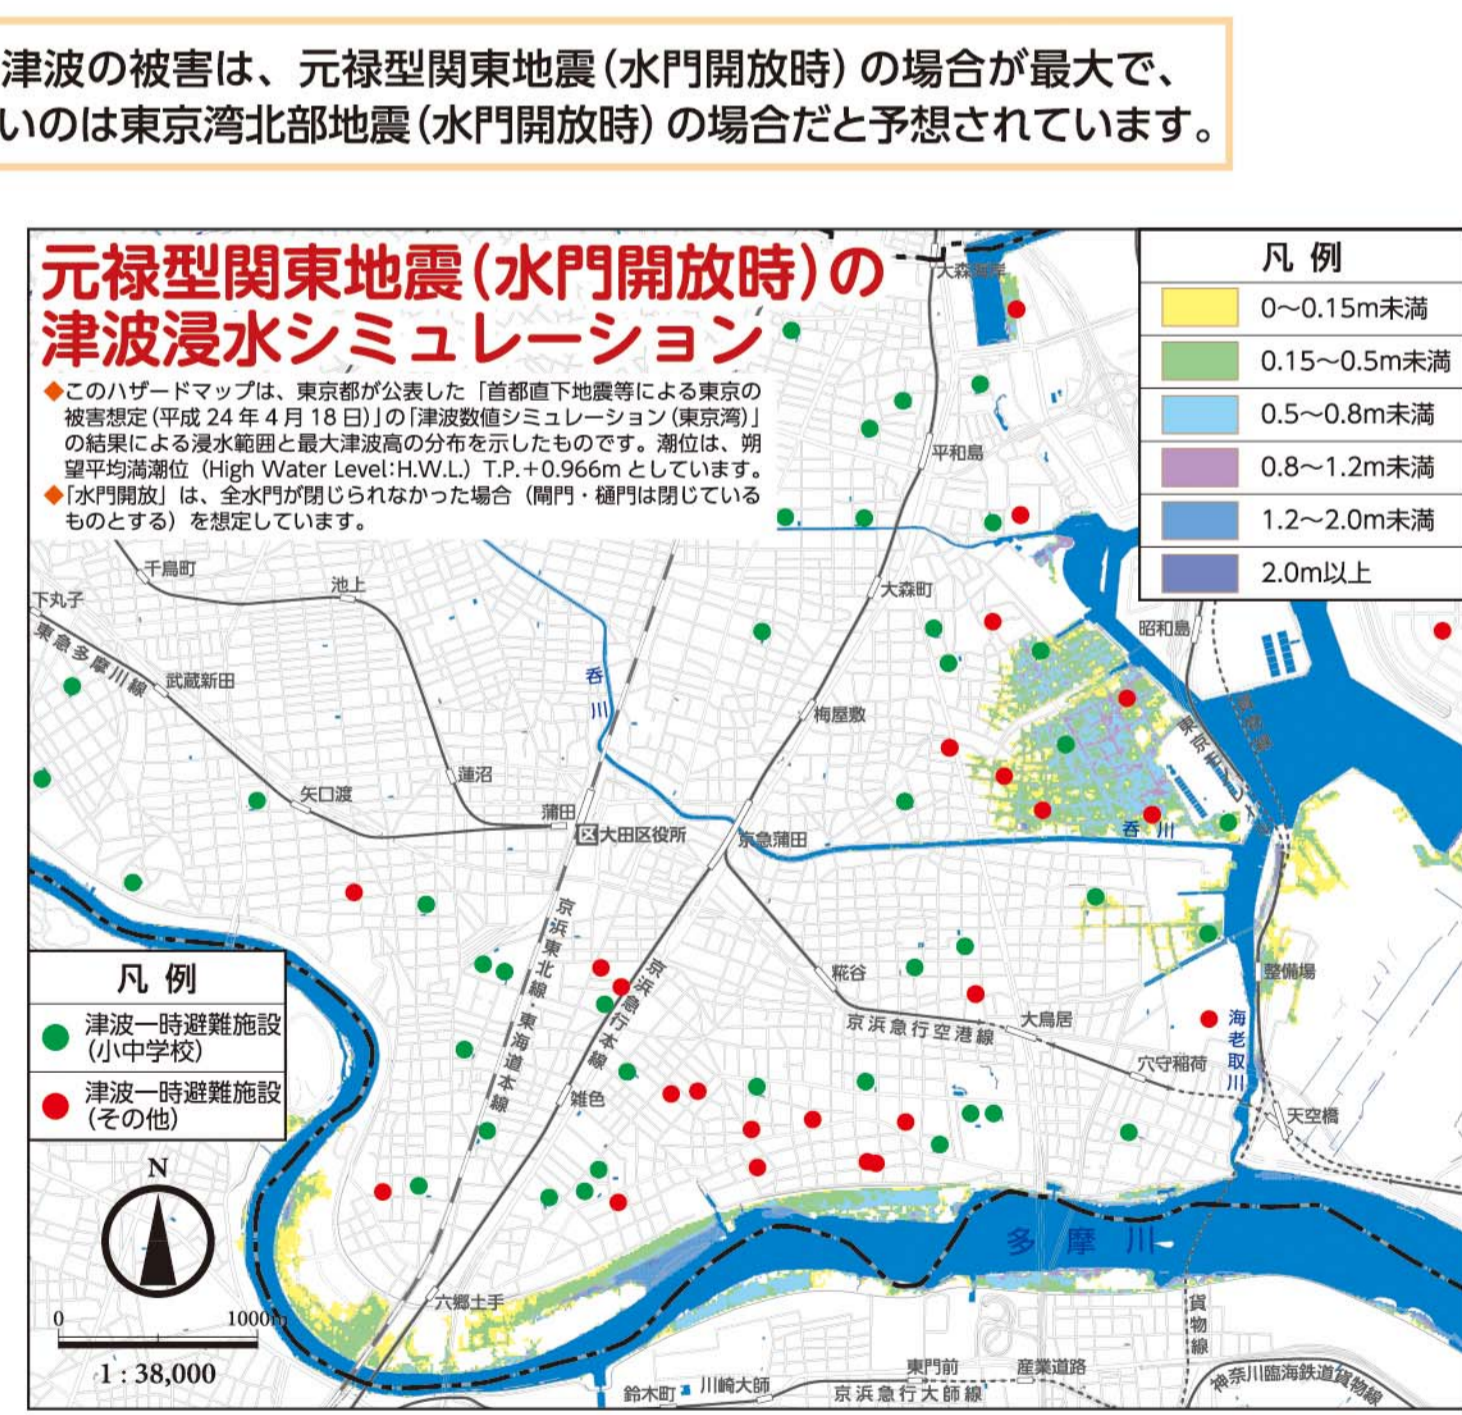 津波の被害は、元禄型関東地震(水門開放時)の場合が最大で、
いのは東京湾北部地震(水門開放時)の場合だと予想されています。
元禄型関東地震(水門開放時)の
津波浸水シミュレーション
◆このハザードマップは、東京都が公表した「首都直下地震等による東京の
被害想定(平成24年4月18日)」の「津波数値シミュレーション(東京湾)」
の結果による浸水範囲と最大津波高の分布を示したものです。潮位は、朔
望平均満潮位(High Water Level:H.W.L.)T.P.+0.966mとしています。
◆「水門開放」は、全水門が閉じられなかった場合(閘門・樋門は閉じている
ものとする)を想定しています。
凡例
0〜0.15m未満
0.15〜0.5m未満
0.5〜0.8m未満
0.8〜1.2m未満
1.2〜2.0m未満
2.0m以上
大森海岸
平和島
大森町
昭和島
千鳥町
池上
下丸子
東急多摩川線
武蔵新田
呑川
梅屋敷
東京モノレール
蓮沼
矢口渡
蒲田
区大田区役所
京急蒲田
呑川
京浜東北線・東海道本線
京浜急行本線
糀谷
整備場
京浜急行空港線
大鳥居
海老取川
穴守稲荷
天空橋
雑色
凡例
津波一時避難施設
(小中学校)
津波一時避難施設
(その他)
N
0
1000m
1:38,000
六郷土手
多摩川
貨物線
鈴木町
川崎大師
東門前
産業道路
京浜急行大師線
神奈川臨海鉄道貨物線